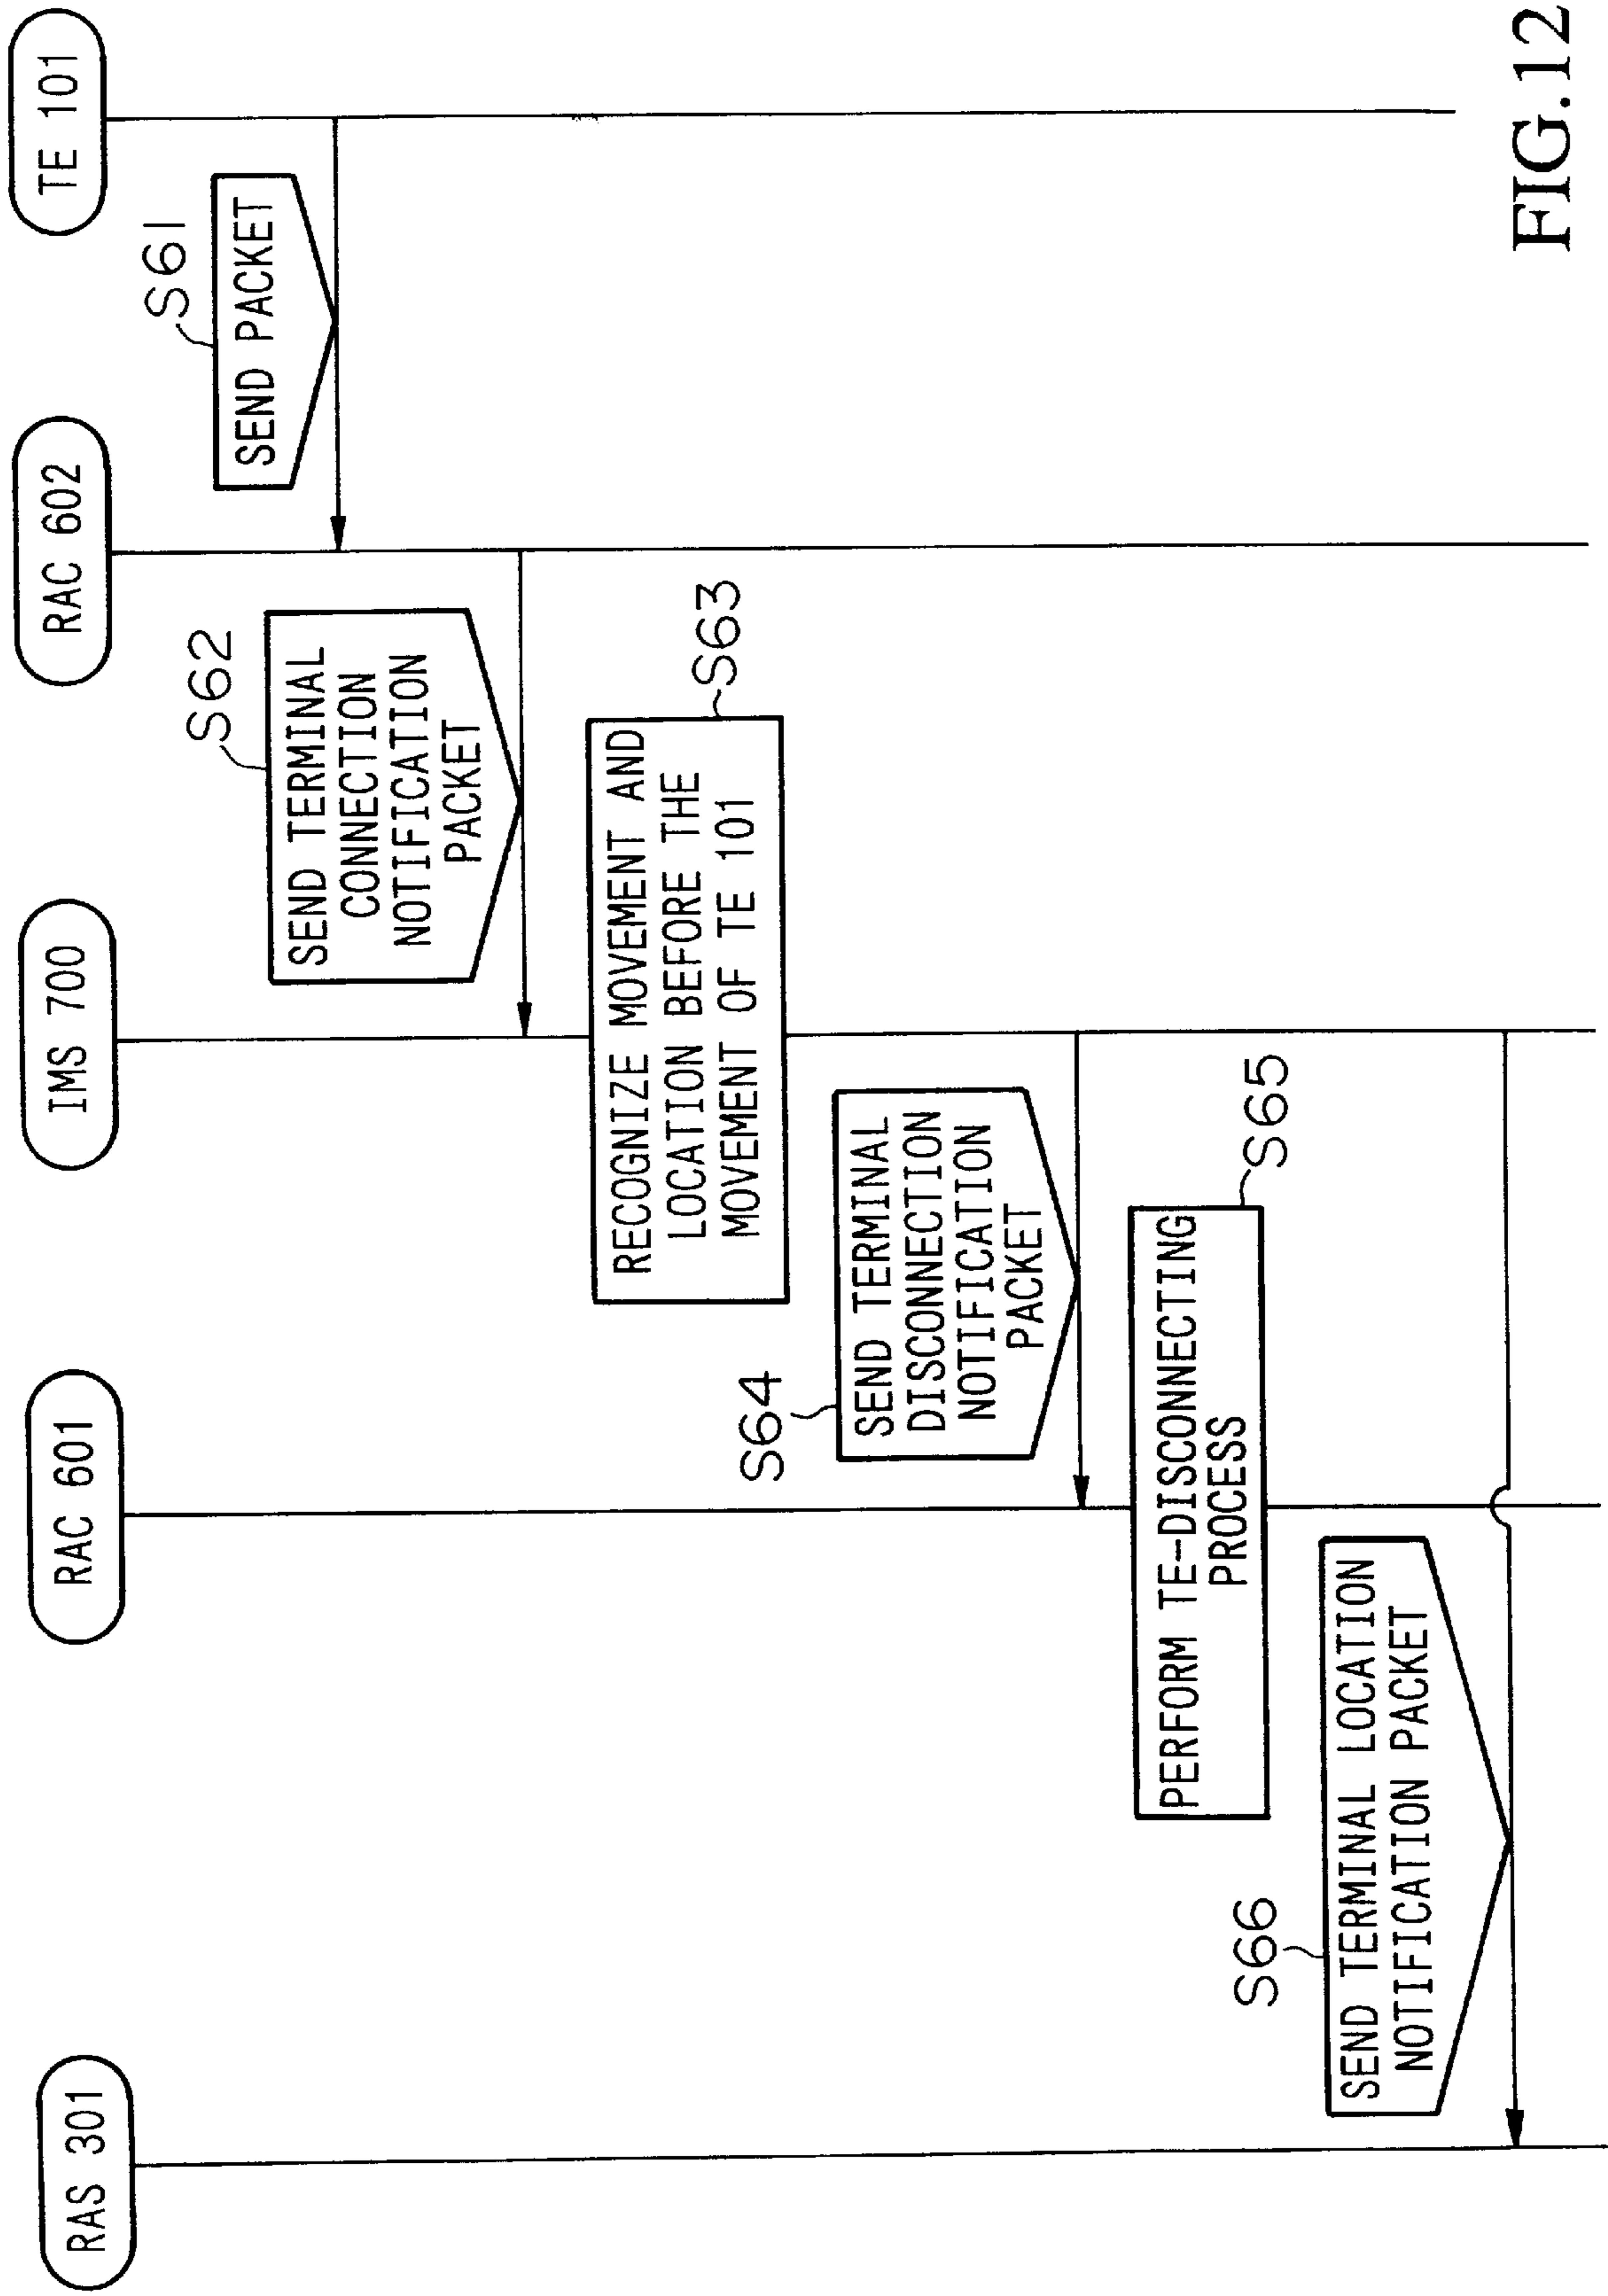 RAS 301
RAC 601
IMS 700
RAC 602
TE 101
S61
SEND PACKET
S62
SEND TERMINAL
CONNECTION
NOTIFICATION
PACKET
S63
RECOGNIZE MOVEMENT AND
LOCATION BEFORE THE
MOVEMENT OF TE 101
S64
SEND TERMINAL
DISCONNECTION
NOTIFICATION
PACKET
S65
PERFORM TE-DISCONNECTING
PROCESS
S66
SEND TERMINAL LOCATION
NOTIFICATION PACKET
FIG.12